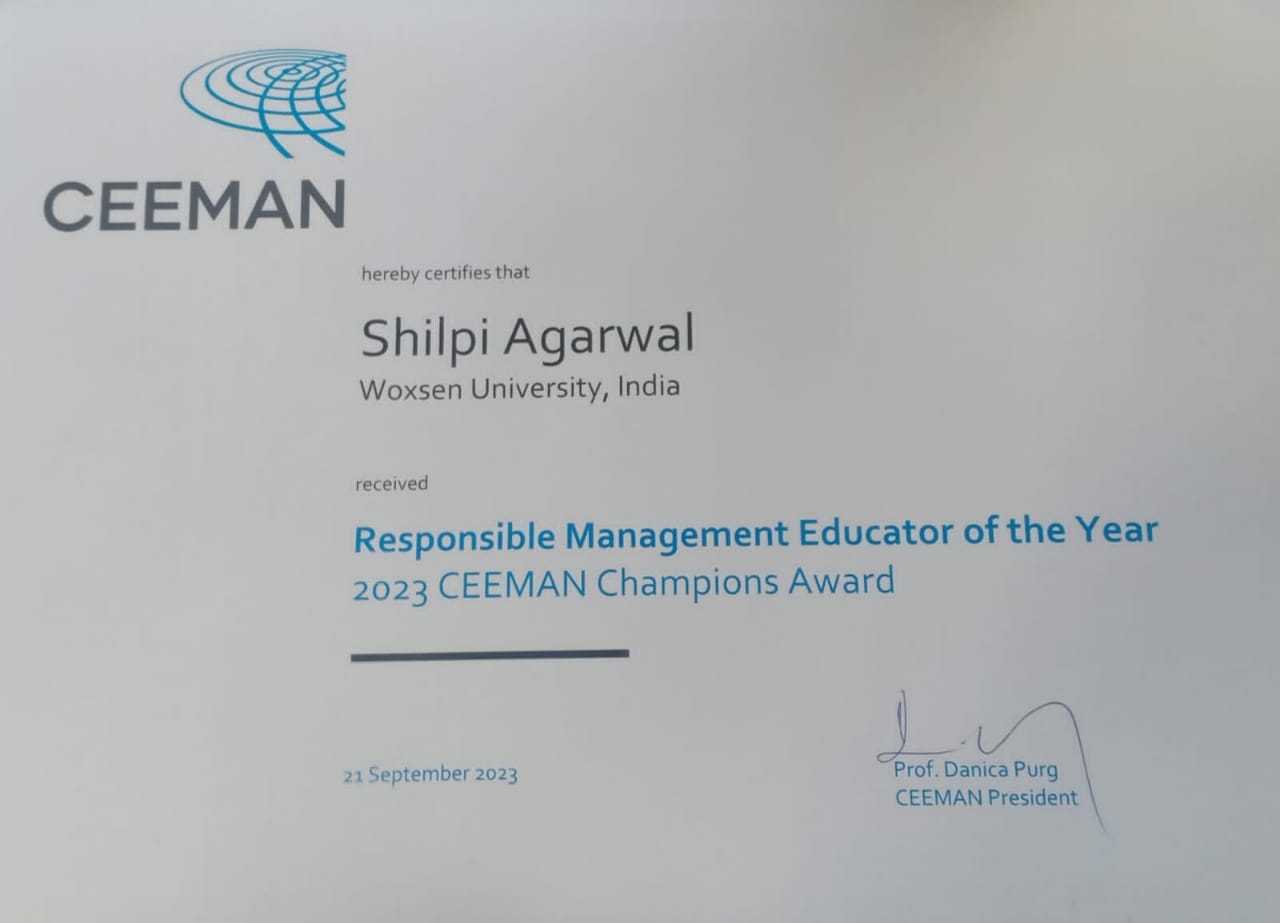 CEEMAN
hereby certifies that
Shilpi Agarwal
Woxsen University, India
received
Responsible Management Educator of the Year
2023 CEEMAN Champions Award
21 September 2023
Prof. Danica Purg
CEEMAN President